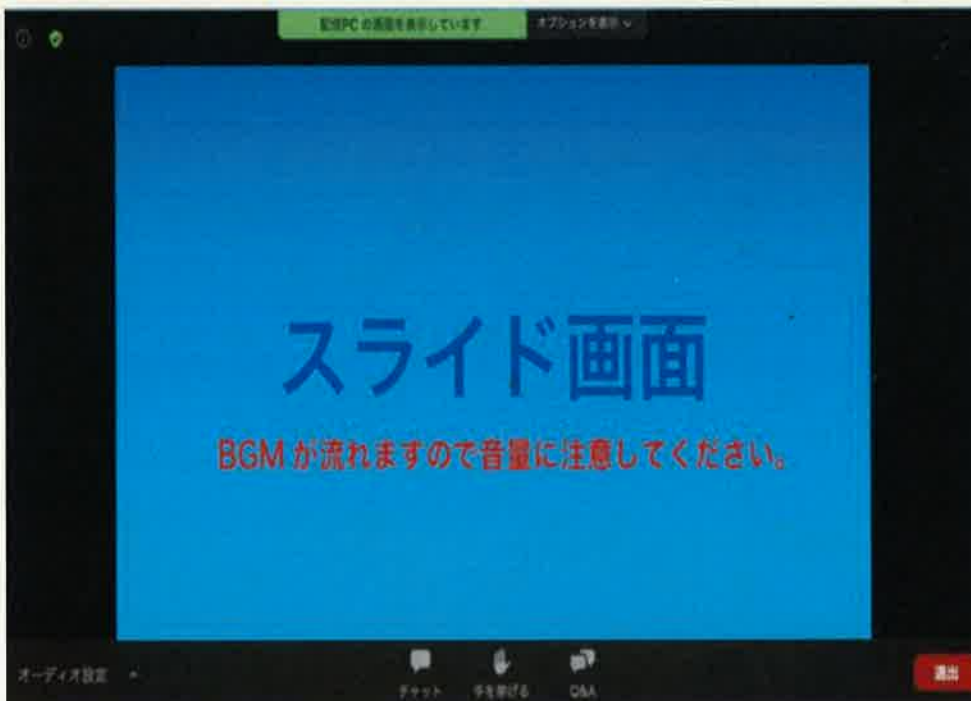 配信PC の画面を表示しています オプションを表示
スライド画面
BGM が流れますので音量に注意してください。
オーディオ設定
チャット 手を挙げる Q&A
退出